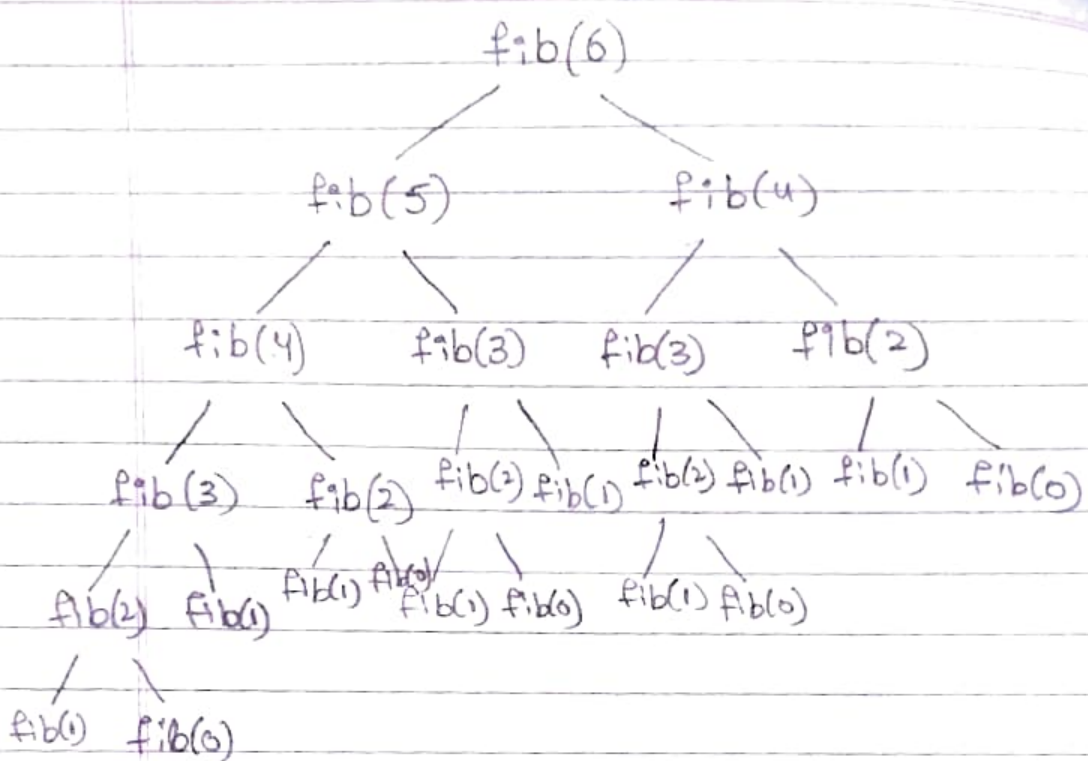 fib(6)
fib(5) fib(4)
fib(4) fib(3) fib(3) fib(2)
fib(3) fib(2) fib(2) fib(1) fib(2) fib(1) fib(1) fib(0)
fib(2) fib(1) fib(1) fib(0) fib(1) fib(0) fib(1) fib(0)
fib(1) fib(0)